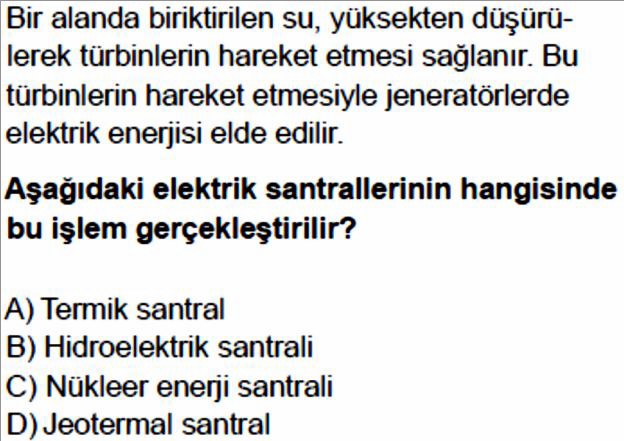 Bir alanda biriktirilen su, yüksekten düşürü-
lerek türbinlerin hareket etmesi sağlanır. Bu
türbinlerin hareket etmesiyle jeneratörlerde
elektrik enerjisi elde edilir.
Aşağıdaki elektrik santrallerinin hangisinde
bu işlem gerçekleştirilir?
A) Termik santral
B) Hidroelektrik santrali
C) Nükleer enerji santrali
D) Jeotermal santral